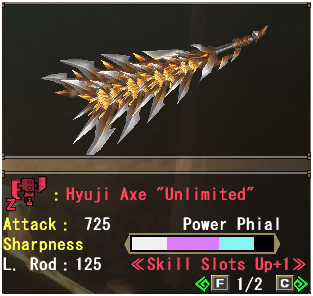 Z : Hyuji Axe "Unlimited"
Attack : 725 Power Phial
Sharpness
L. Rod : 125 ≪Skill Slots Up+1≫
F 1/2 C